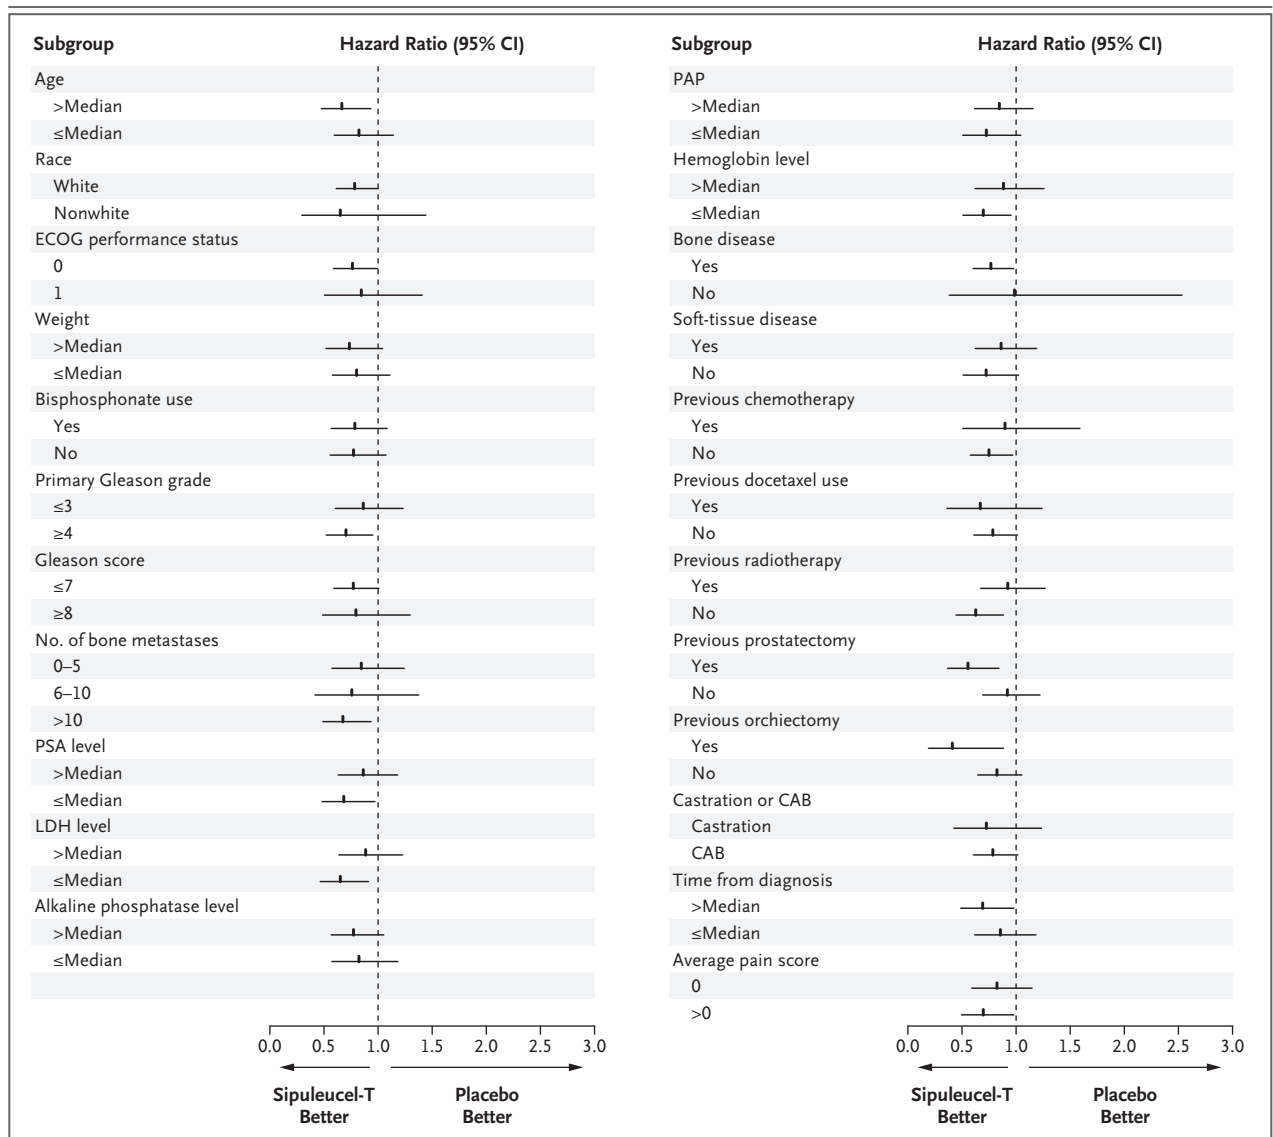 Subgroup Hazard Ratio (95% CI)
Age
>Median
≤Median
Race
White
Nonwhite
ECOG performance status
0
1
Weight
>Median
≤Median
Bisphosphonate use
Yes
No
Primary Gleason grade
≤3
≥4
Gleason score
≤7
≥8
No. of bone metastases
0–5
6–10
>10
PSA level
>Median
≤Median
LDH level
>Median
≤Median
Alkaline phosphatase level
>Median
≤Median
0.0 0.5 1.0 1.5 2.0 2.5 3.0
Sipuleucel-T Placebo
Better Better
Subgroup Hazard Ratio (95% CI)
PAP
>Median
≤Median
Hemoglobin level
>Median
≤Median
Bone disease
Yes
No
Soft-tissue disease
Yes
No
Previous chemotherapy
Yes
No
Previous docetaxel use
Yes
No
Previous radiotherapy
Yes
No
Previous prostatectomy
Yes
No
Previous orchiectomy
Yes
No
Castration or CAB
Castration
CAB
Time from diagnosis
>Median
≤Median
Average pain score
0
>0
0.0 0.5 1.0 1.5 2.0 2.5 3.0
Sipuleucel-T Placebo
Better Better